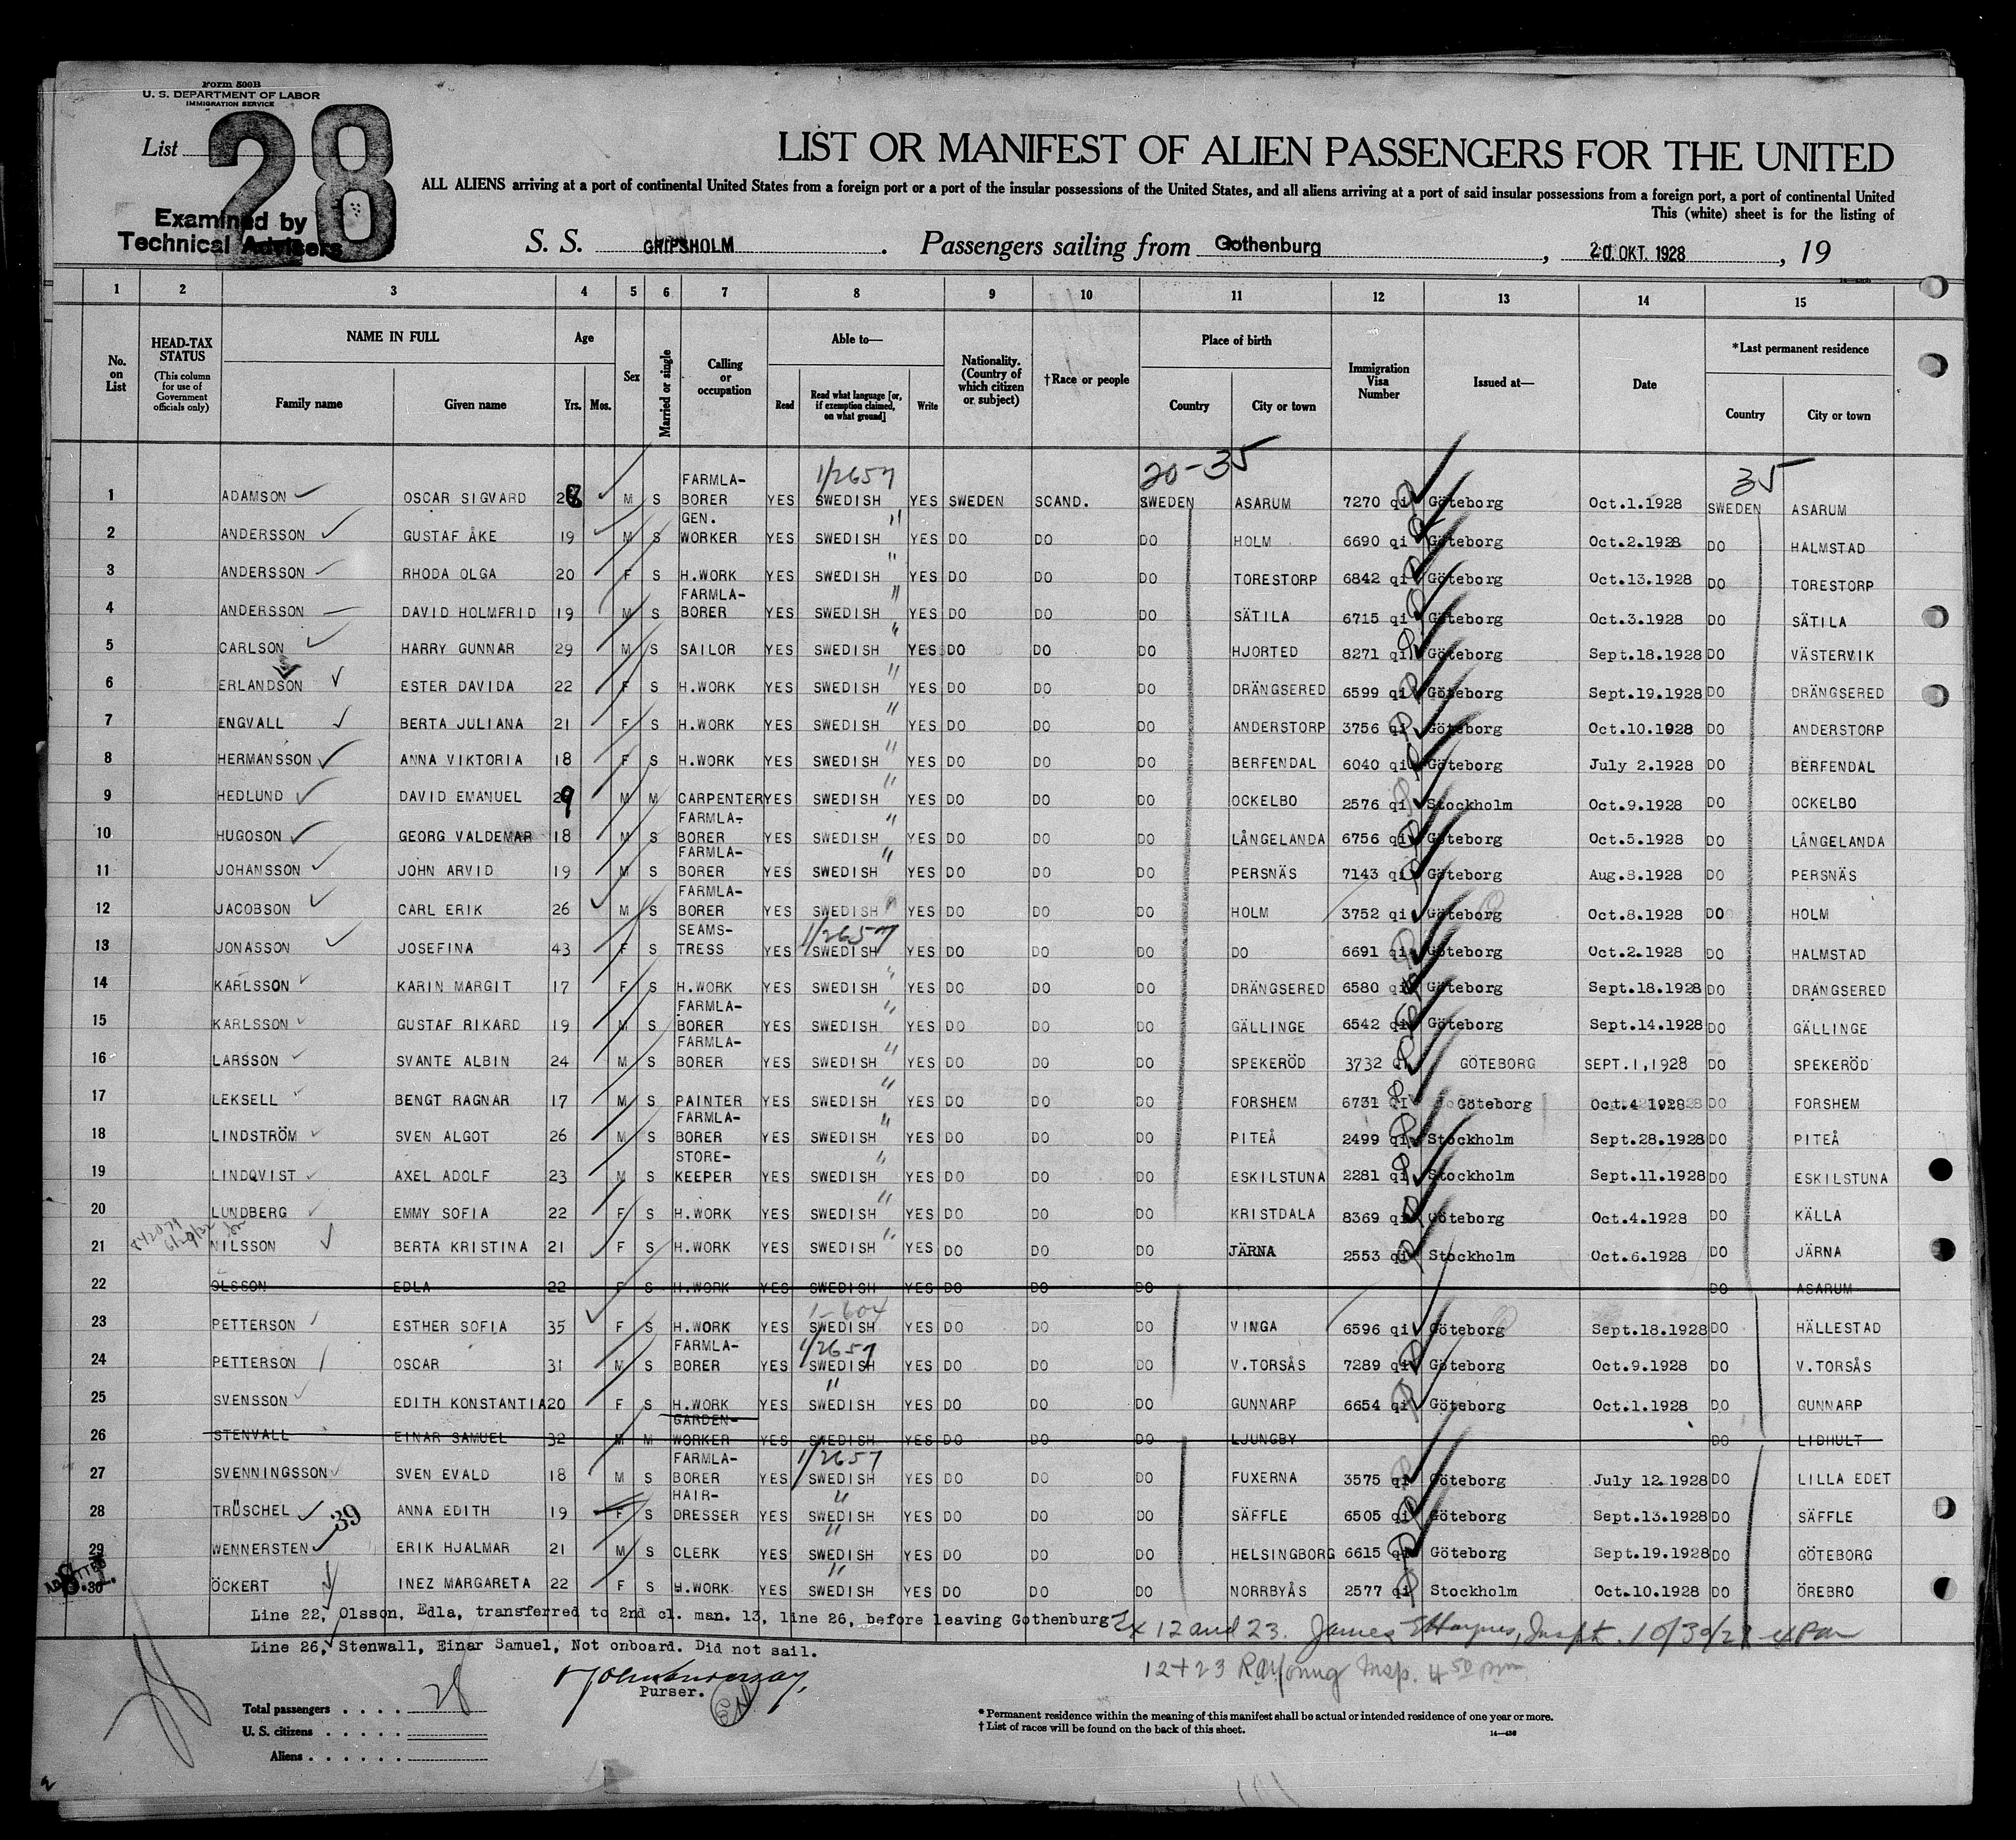 Form 500B
U. S. DEPARTMENT OF LABOR
IMMIGRATION SERVICE
List 28
LIST OR MANIFEST OF ALIEN PASSENGERS FOR THE UNITED
ALL ALIENS arriving at a port of continental United States from a foreign port or a port of the insular possessions of the United States, and all aliens arriving at a port of said insular possessions from a foreign port, a port of continental United
This (white) sheet is for the listing of
Examined by
Technical Advisers
S. S. GRIPSHOLM. Passengers sailing from Gothenburg, 20. OKT. 1928, 19
1 2 3 4 5 6 7 8 9 10 11 12 13 14 15
No. on List
HEAD-TAX STATUS (This column for use of Government officials only)
NAME IN FULL Family name Given name
Age Yrs. Mos.
Sex
Married or single
Calling or occupation
Able to— Read Read what language [or, if exemption claimed, on what ground] Write
Nationality. (Country of which citizen or subject)
†Race or people
Place of birth Country City or town
Immigration Visa Number
Issued at—
Date
*Last permanent residence Country City or town
1/2657 20-35 35
1 ADAMSON OSCAR SIGVARD 28 M S FARMLA-BORER YES SWEDISH YES SWEDEN SCAND. SWEDEN ASARUM 7270 qi Göteborg Oct.1.1928 SWEDEN ASARUM
2 ANDERSSON GUSTAF ÅKE 19 M S GEN. WORKER YES SWEDISH " YES DO DO DO HOLM 6690 qi Göteborg Oct.2.1928 DO HALMSTAD
3 ANDERSSON RHODA OLGA 20 F S H.WORK YES SWEDISH " YES DO DO DO TORESTORP 6842 qi Göteborg Oct.13.1928 DO TORESTORP
4 ANDERSSON DAVID HOLMFRID 19 M S FARMLA-BORER YES SWEDISH " YES DO DO DO SÄTILA 6715 qi Göteborg Oct.3.1928 DO SÄTILA
5 CARLSON HARRY GUNNAR 29 M S SAILOR YES SWEDISH " YES DO DO DO HJORTED 8271 qi Göteborg Sept.18.1928 DO VÄSTERVIK
6 ERLANDSON ESTER DAVIDA 22 F S H.WORK YES SWEDISH " YES DO DO DO DRÄNGSERED 6599 qi Göteborg Sept.19.1928 DO DRÄNGSERED
7 ENGVALL BERTA JULIANA 21 F S H.WORK YES SWEDISH " YES DO DO DO ANDERSTORP 3756 qi Göteborg Oct.10.1928 DO ANDERSTORP
8 HERMANSSON ANNA VIKTORIA 18 F S H.WORK YES SWEDISH " YES DO DO DO BERFENDAL 6040 qi Göteborg July 2.1928 DO BERFENDAL
9 HEDLUND DAVID EMANUEL 29 M M CARPENTER YES SWEDISH " YES DO DO DO OCKELBO 2576 qi Stockholm Oct.9.1928 DO OCKELBO
10 HUGOSON GEORG VALDEMAR 18 M S FARMLA-BORER YES SWEDISH " YES DO DO DO LÅNGELANDA 6756 qi Göteborg Oct.5.1928 DO LÅNGELANDA
11 JOHANSSON JOHN ARVID 19 M S FARMLA-BORER YES SWEDISH " YES DO DO DO PERSNÄS 7143 qi Göteborg Aug.8.1928 DO PERSNÄS
12 JACOBSON CARL ERIK 26 M S FARMLA-BORER YES SWEDISH " YES DO DO DO HOLM 3752 qi Göteborg Oct.8.1928 DO HOLM
13 JONASSON JOSEFINA 43 F S SEAMS-TRESS YES 1/2657 SWEDISH YES DO DO DO DO 6691 qi Göteborg Oct.2.1928 DO HALMSTAD
14 KARLSSON KARIN MARGIT 17 F S H.WORK YES SWEDISH " YES DO DO DO DRÄNGSERED 6580 qi Göteborg Sept.18.1928 DO DRÄNGSERED
15 KARLSSON GUSTAF RIKARD 19 M S FARMLA-BORER YES SWEDISH " YES DO DO DO GÄLLINGE 6542 qi Göteborg Sept.14.1928 DO GÄLLINGE
16 LARSSON SVANTE ALBIN 24 M S FARMLA-BORER YES SWEDISH " YES DO DO DO SPEKERÖD 3732 qi GÖTEBORG SEPT.1,1928 DO SPEKERÖD
17 LEKSELL BENGT RAGNAR 17 M S PAINTER YES SWEDISH " YES DO DO DO FORSHEM 6731 QI Göteborg Oct.4 1928 DO FORSHEM
18 LINDSTRÖM SVEN ALGOT 26 M S FARMLA-BORER YES SWEDISH " YES DO DO DO PITEÅ 2499 qi Stockholm Sept.28.1928 DO PITEÅ
19 LINDQVIST AXEL ADOLF 23 M S STORE-KEEPER YES SWEDISH " YES DO DO DO ESKILSTUNA 2281 qi Stockholm Sept.11.1928 DO ESKILSTUNA
20 LUNDBERG EMMY SOFIA 22 F S H.WORK YES SWEDISH " YES DO DO DO KRISTDALA 8369 qi Göteborg Oct.4.1928 DO KÄLLA
21 NILSSON BERTA KRISTINA 21 F S H.WORK YES SWEDISH " YES DO DO DO JÄRNA 2553 qi Stockholm Oct.6.1928 DO JÄRNA
22 OLSSON EDLA 22 F S H.WORK YES SWEDISH YES DO DO DO DO ASARUM
23 PETTERSON ESTHER SOFIA 35 F S H.WORK YES 1-604 SWEDISH YES DO DO DO VINGA 6596 qi Göteborg Sept.18.1928 DO HÄLLESTAD
24 PETTERSON OSCAR 31 M S FARMLA-BORER YES 1/2657 SWEDISH YES DO DO DO V.TORSÅS 7289 qi Göteborg Oct.9.1928 DO V.TORSÅS
25 SVENSSON EDITH KONSTANTIA 20 F S H.WORK YES " SWEDISH YES DO DO DO GUNNARP 6654 qi Göteborg Oct.1.1928 DO GUNNARP
26 STENVALL EINAR SAMUEL 32 M M GARDEN-WORKER YES SWEDISH YES DO DO DO LJUNGBY DO LIDHULT
27 SVENNINGSSON SVEN EVALD 18 M S FARMLA-BORER YES 1/2657 SWEDISH YES DO DO DO FUXERNA 3575 qi Göteborg July 12.1928 DO LILLA EDET
28 TRÜSCHEL ANNA EDITH 19 F S HAIR-DRESSER YES " SWEDISH YES DO DO DO SÄFFLE 6505 qi Göteborg Sept.13.1928 DO SÄFFLE
39
29 WENNERSTEN ERIK HJALMAR 21 M S CLERK YES " SWEDISH YES DO DO DO HELSINGBORG 6615 qi Göteborg Sept.19.1928 DO GÖTEBORG
30 ÖCKERT INEZ MARGARETA 22 F S H.WORK YES " SWEDISH YES DO DO DO NORRBYÅS 2577 qi Stockholm Oct.10.1928 DO ÖREBRO
Line 22, Olsson, Edla, transferred to 2nd cl. man. 13, line 26, before leaving Gothenburg
Ex 12 and 23. James
Line 26, Stenwall, Einar Samuel, Not onboard. Did not sail.
12+23 Insp. 4 50 pm
Purser.
Total passengers . . . . 28
U. S. citizens . . . . .
Aliens . . . . . .
* Permanent residence within the meaning of this manifest shall be actual or intended residence of one year or more.
† List of races will be found on the back of this sheet.
14—430